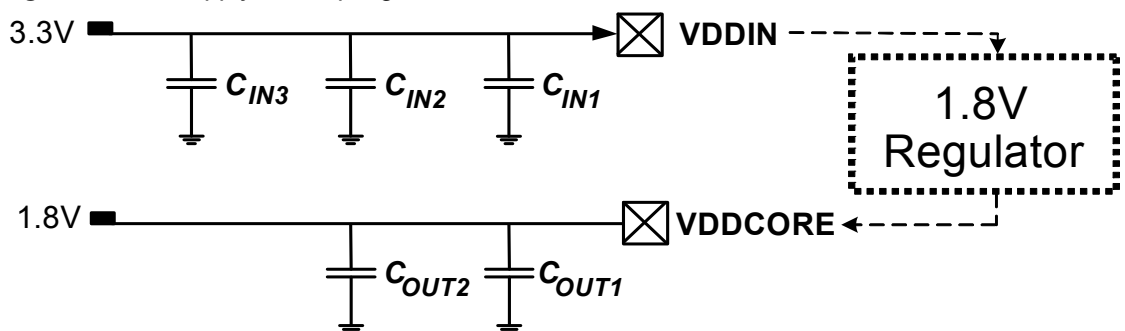 3.3V
VDDIN
C_IN3
C_IN2
C_IN1
1.8V
Regulator
1.8V
VDDCORE
C_OUT2
C_OUT1